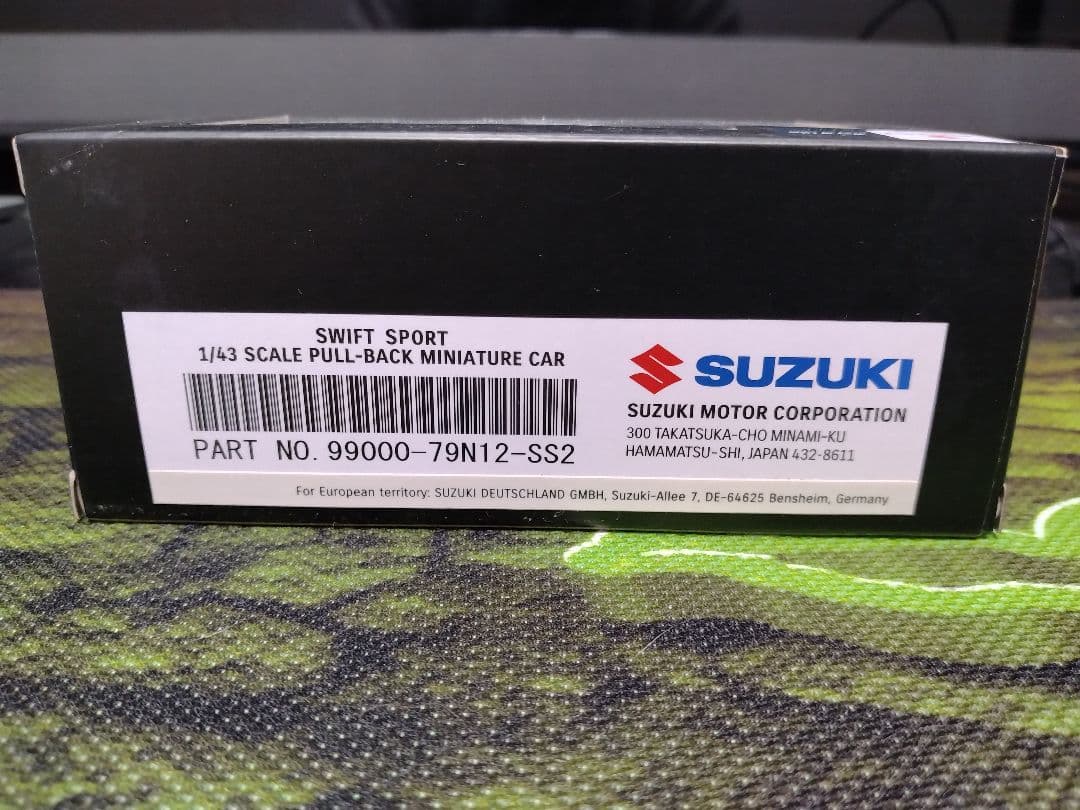 SWIFT SPORT
1/43 SCALE PULL-BACK MINIATURE CAR
PART NO. 99000-79N12-SS2
SUZUKI
SUZUKI MOTOR CORPORATION
300 TAKATSUKA-CHO MINAMI-KU
HAMAMATSU-SHI, JAPAN 432-8611
For European territory: SUZUKI DEUTSCHLAND GMBH, Suzuki-Allee 7, DE-64625 Bensheim, Germany